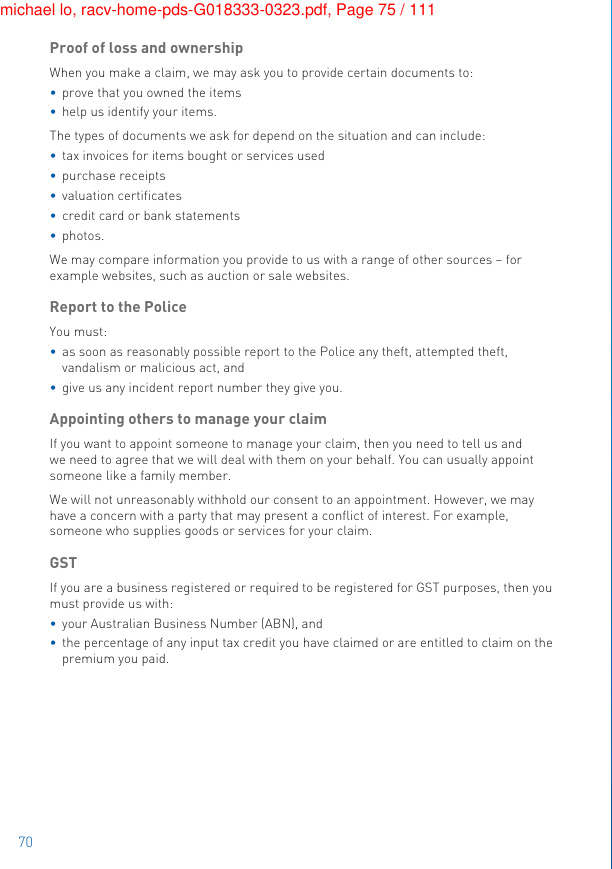 michael lo, racv-home-pds-G018333-0323.pdf, Page 75 / 111
Proof of loss and ownership
When you make a claim, we may ask you to provide certain documents to:
• prove that you owned the items
• help us identify your items.
The types of documents we ask for depend on the situation and can include:
• tax invoices for items bought or services used
• purchase receipts
• valuation certificates
• credit card or bank statements
• photos.
We may compare information you provide to us with a range of other sources – for
example websites, such as auction or sale websites.
Report to the Police
You must:
• as soon as reasonably possible report to the Police any theft, attempted theft,
vandalism or malicious act, and
• give us any incident report number they give you.
Appointing others to manage your claim
If you want to appoint someone to manage your claim, then you need to tell us and
we need to agree that we will deal with them on your behalf. You can usually appoint
someone like a family member.
We will not unreasonably withhold our consent to an appointment. However, we may
have a concern with a party that may present a conflict of interest. For example,
someone who supplies goods or services for your claim.
GST
If you are a business registered or required to be registered for GST purposes, then you
must provide us with:
• your Australian Business Number (ABN), and
• the percentage of any input tax credit you have claimed or are entitled to claim on the
premium you paid.
70